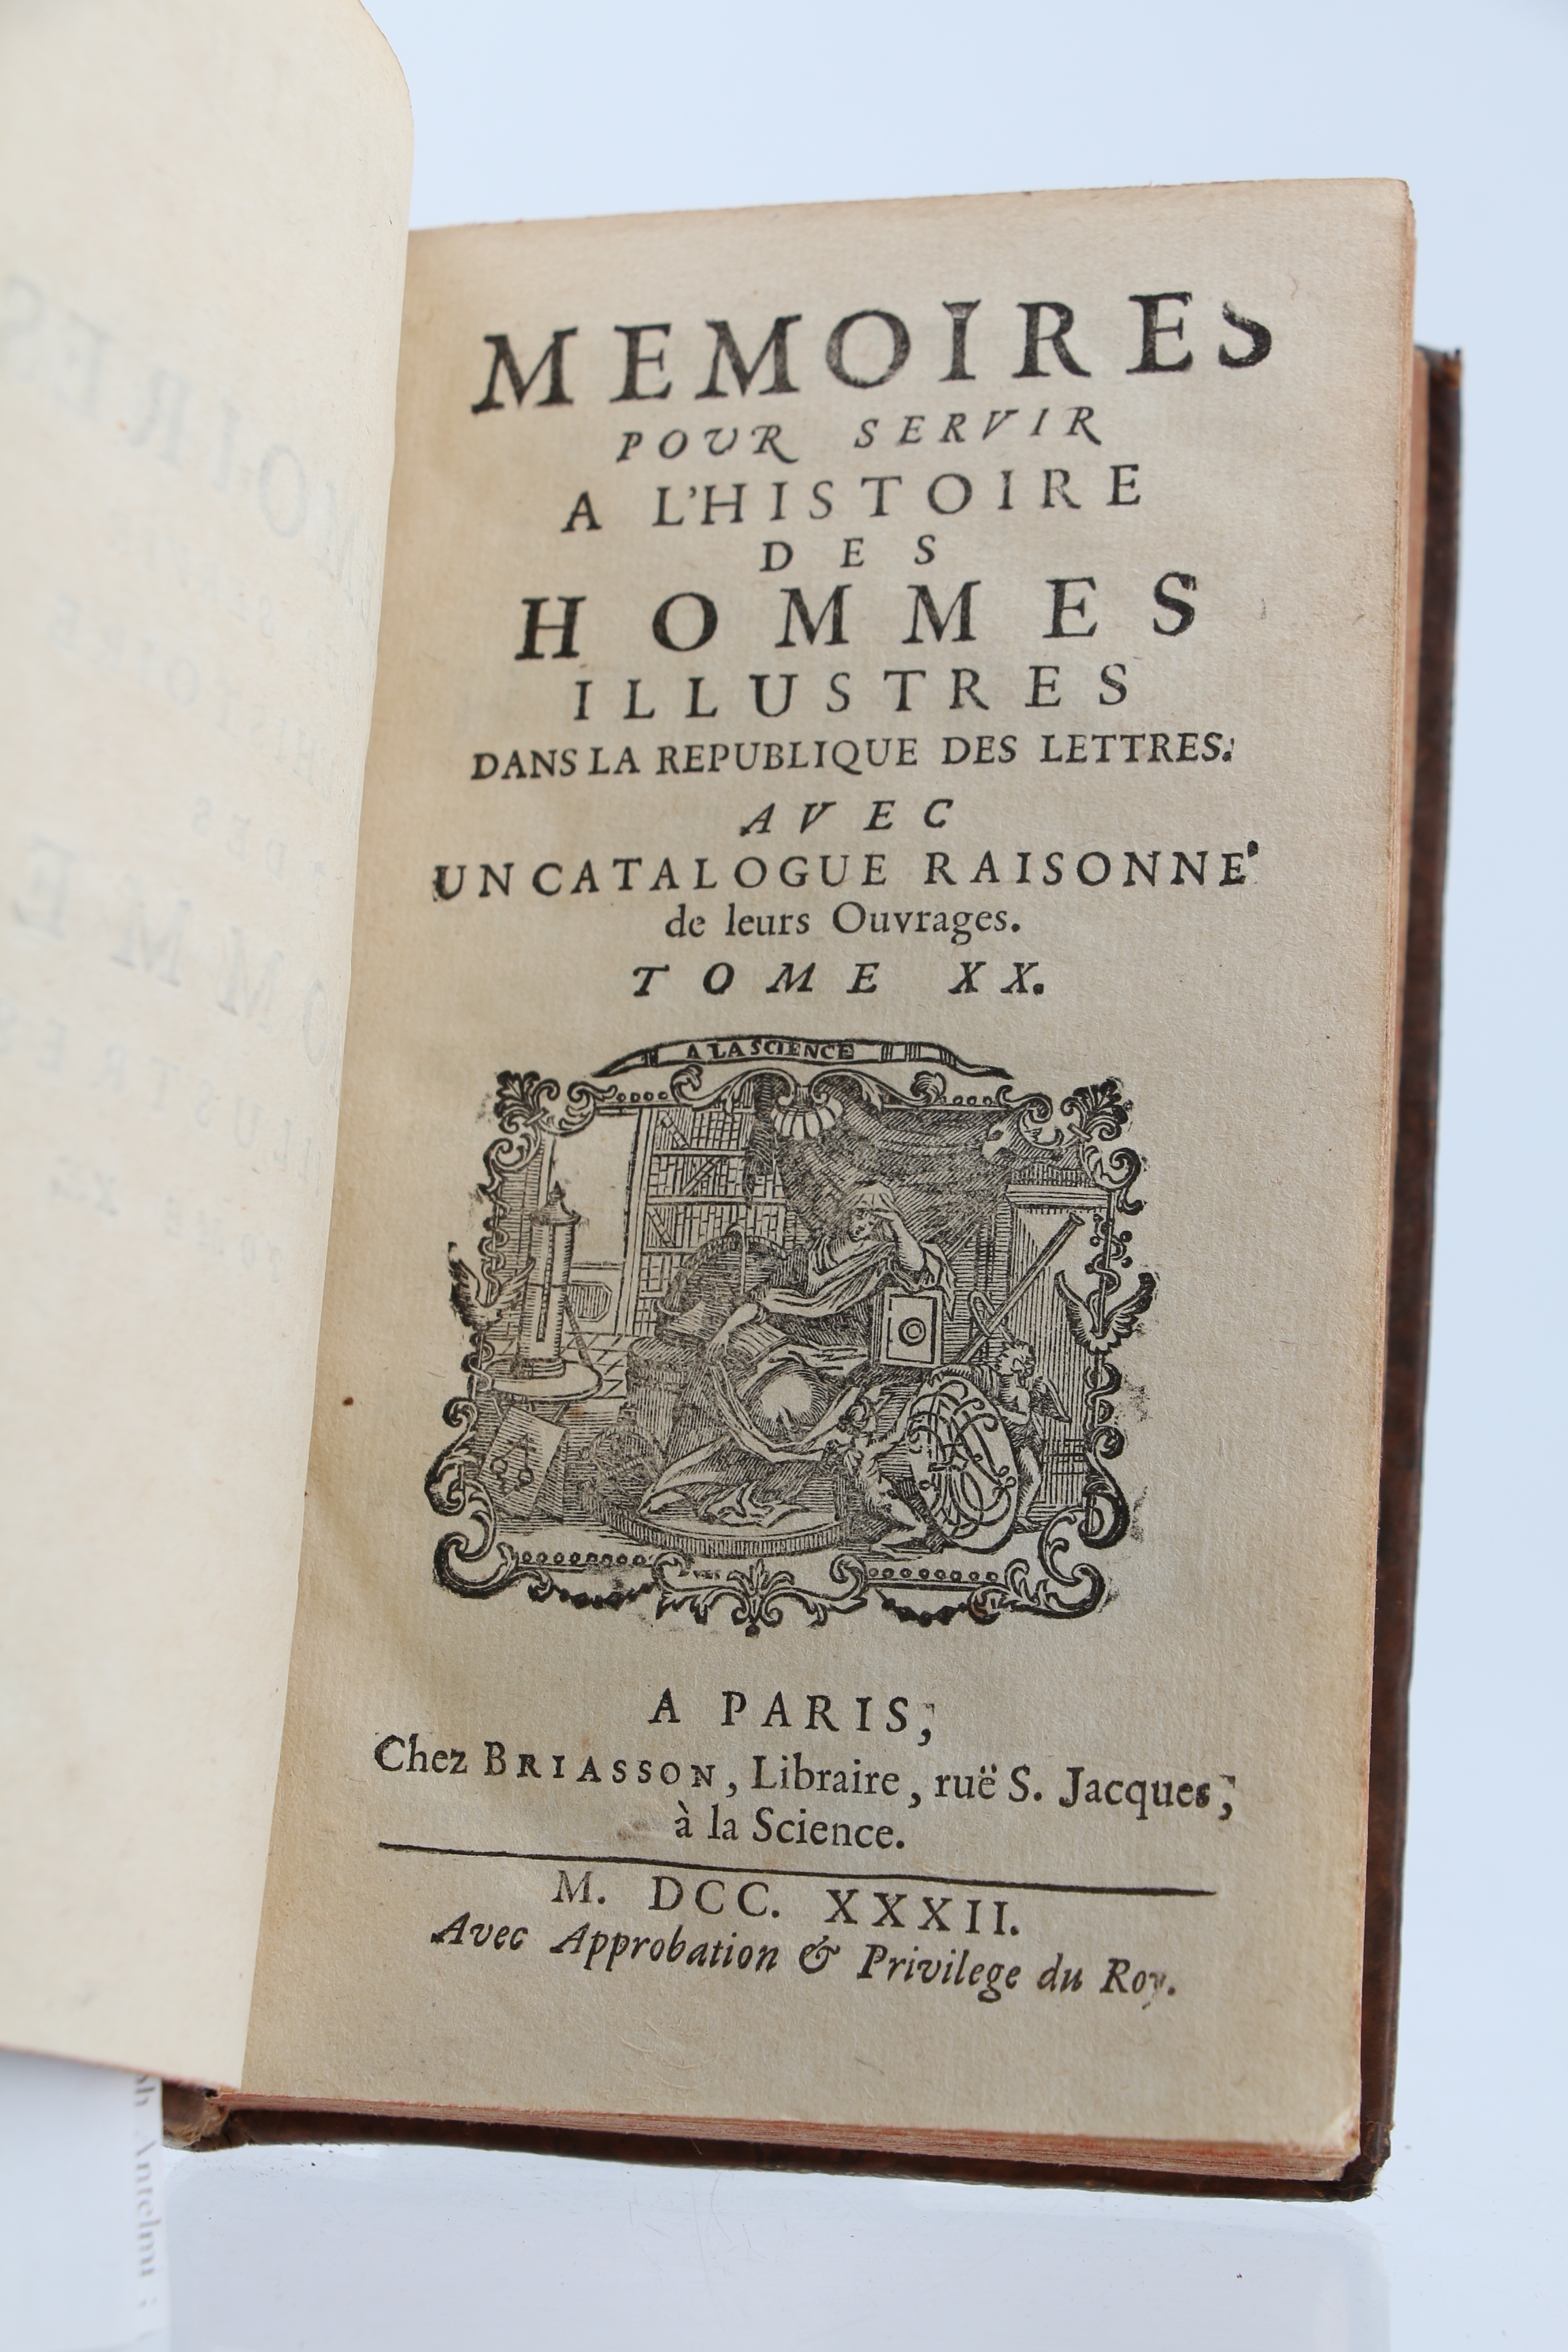 MEMOIRES
POUR SERVIR
A L'HISTOIRE
DES
HOMMES
ILLUSTRES
DANS LA REPUBLIQUE DES LETTRES.
AVEC
UN CATALOGUE RAISONNE'
de leurs Ouvrages.
TOME XX.
A LA SCIENCE
A PARIS,
Chez BRIASSON, Libraire, ruë S. Jacques,
à la Science.
M. DCC. XXXII.
Avec Approbation & Privilege du Roy.